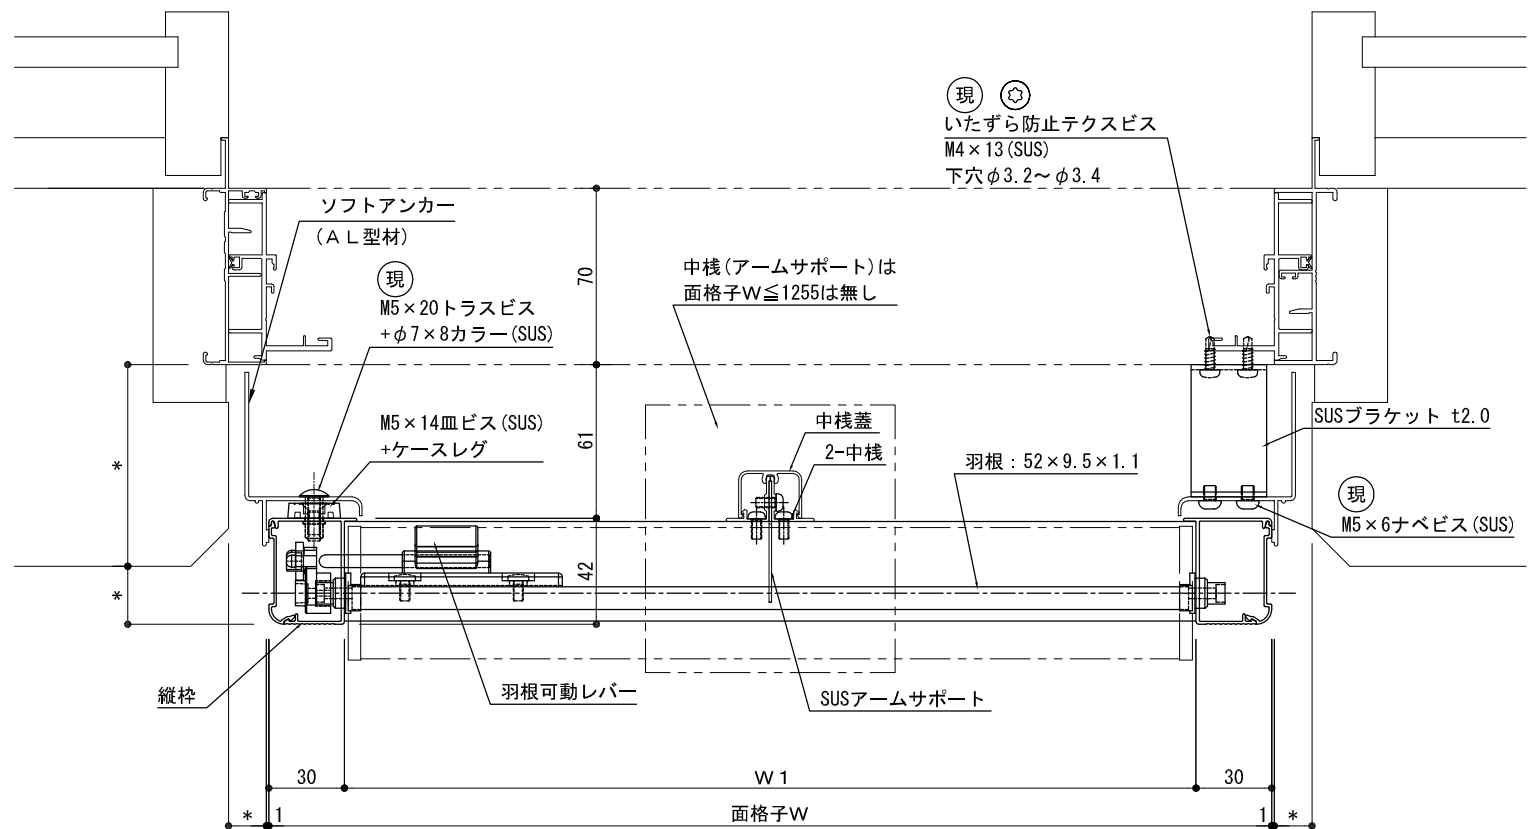 現
いたずら防止テクスビス
M4×13(SUS)
下穴φ3.2～φ3.4
ソフトアンカー
(AL型材)
現
M5×20トラスビス
+φ7×8カラー(SUS)
70
中桟(アームサポート)は
面格子W≦1255は無し
M5×14皿ビス(SUS)
+ケースレグ
61
中桟蓋
2-中桟
羽根：52×9.5×1.1
SUSブラケット t2.0
現
M5×6ナベビス(SUS)
*
*
42
縦枠
羽根可動レバー
SUSアームサポート
30
W1
30
*
1
面格子W
1
*